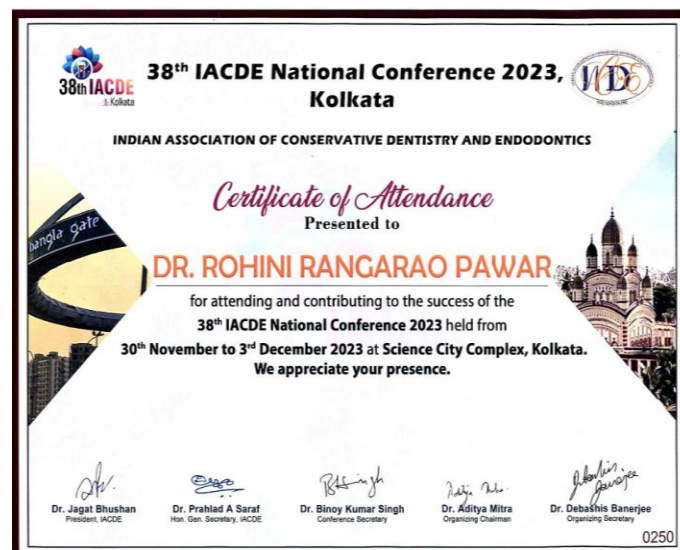 38th IACDE
Kolkata
38th IACDE National Conference 2023,
Kolkata
INDIAN ASSOCIATION OF CONSERVATIVE DENTISTRY AND ENDODONTICS
bangla gate
Certificate of Attendance
Presented to
DR. ROHINI RANGARAO PAWAR
for attending and contributing to the success of the
38th IACDE National Conference 2023 held from
30th November to 3rd December 2023 at Science City Complex, Kolkata.
We appreciate your presence.
Dr. Jagat Bhushan
President, IACDE
Dr. Prahlad A Saraf
Hon. Gen. Secretary, IACDE
Dr. Binoy Kumar Singh
Conference Secretary
Dr. Aditya Mitra
Organizing Chairman
Dr. Debashis Banerjee
Organizing Secretary
0250